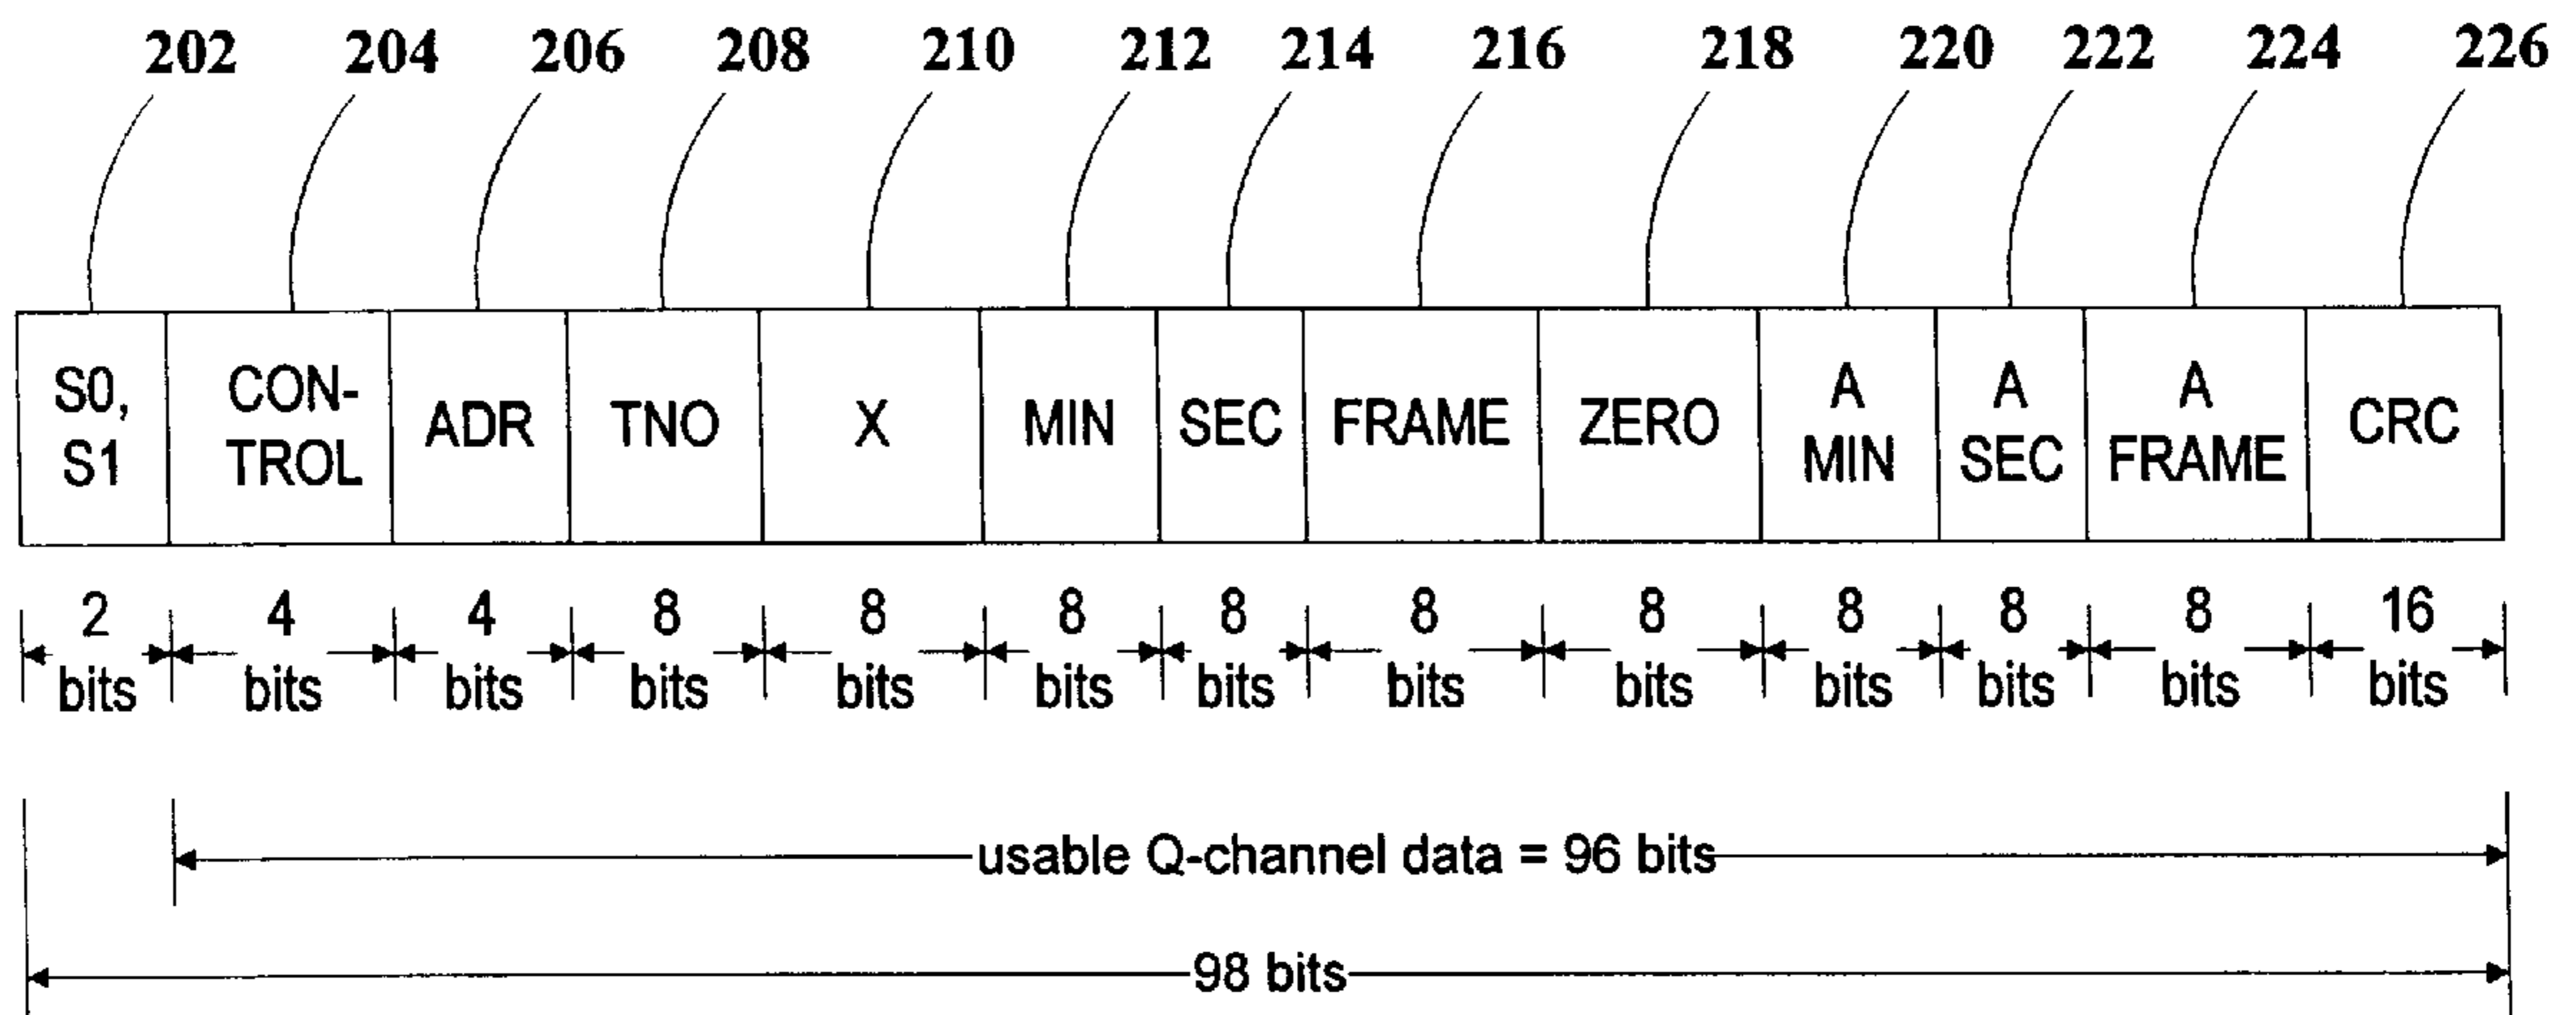 202 204 206 208 210 212 214 216 218 220 222 224 226
S0, S1
CON-
TROL
ADR
TNO
X
MIN
SEC
FRAME
ZERO
A
MIN
A
SEC
A
FRAME
CRC
2 4 4 8 8 8 8 8 8 8 8 8 16
bits bits bits bits bits bits bits bits bits bits bits bits bits
usable Q-channel data = 96 bits
98 bits